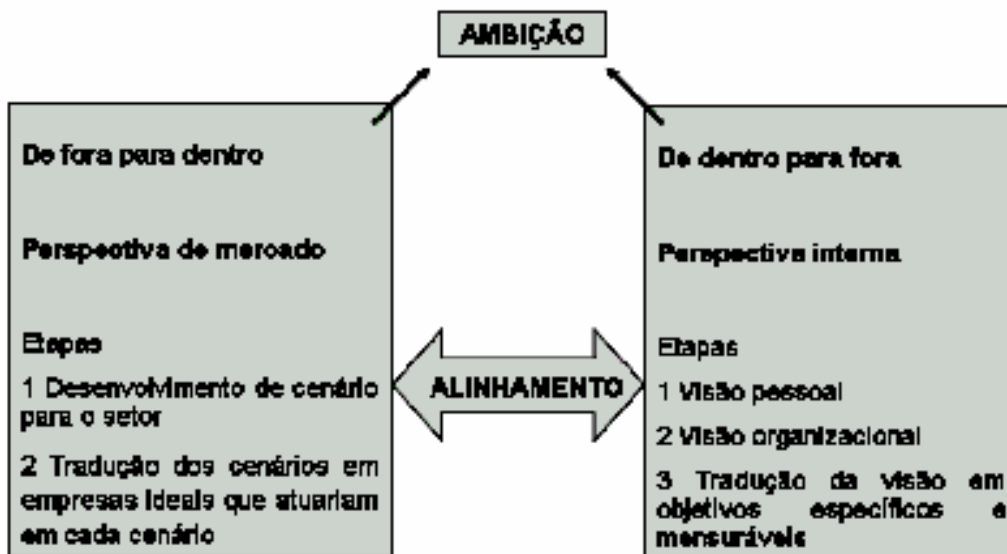 AMBIÇÃO
De fora para dentro
Perspectiva de mercado
Etapas
1 Desenvolvimento de cenário
para o setor
2 Tradução dos cenários em
empresas ideais que atuariam
em cada cenário
ALINHAMENTO
De dentro para fora
Perspectiva interna
Etapas
1 Visão pessoal
2 Visão organizacional
3 Tradução da visão em
objetivos específicos e
mensuráveis